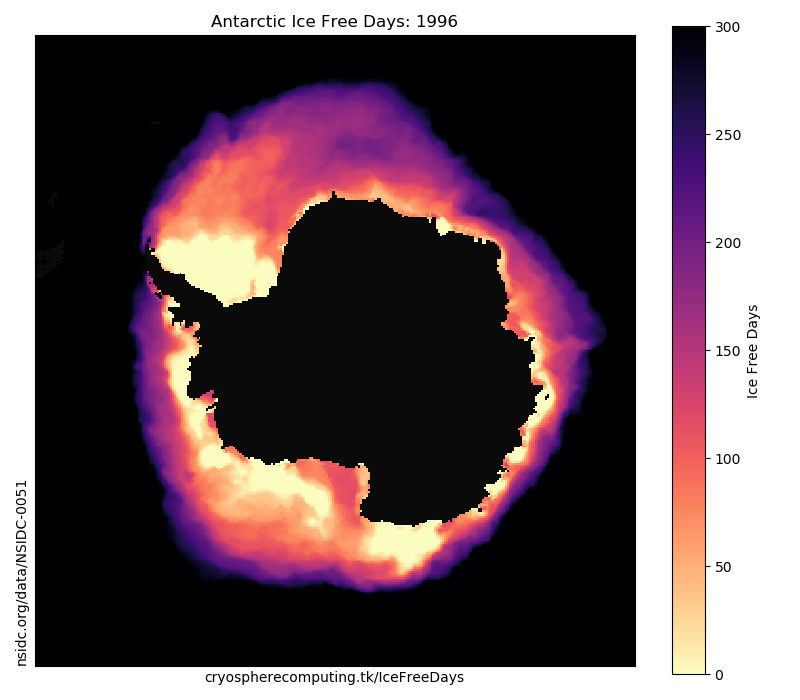 Antarctic Ice Free Days: 1996
300
250
200
150
100
50
0
Ice Free Days
nsidc.org/data/NSIDC-0051
cryospherecomputing.tk/IceFreeDays